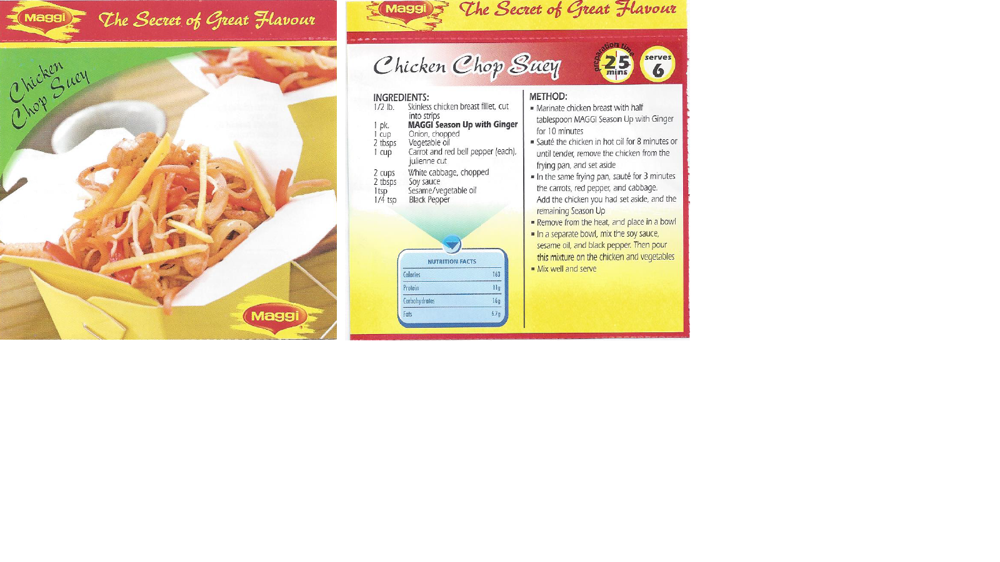 Maggi
The Secret of Great Flavour
Chicken
Chop Suey
Maggi
Maggi
The Secret of Great Flavour
Chicken Chop Suey
preparation time
25
mins
serves
6
INGREDIENTS:
1/2 lb. Skinless chicken breast fillet, cut
into strips
1 pk. MAGGI Season Up with Ginger
1 cup Onion, chopped
2 tbsps Vegetable oil
1 cup Carrot and red bell pepper (each),
julienne cut
2 cups White cabbage, chopped
2 tbsps Soy sauce
1tsp Sesame/vegetable oil
1/4 tsp Black Pepper
NUTRITION FACTS
Calories 163
Protein 11g
Carbohydrates 16g
Fats 6.7g
METHOD:
▪ Marinate chicken breast with half
tablespoon MAGGI Season Up with Ginger
for 10 minutes
▪ Sauté the chicken in hot oil for 8 minutes or
until tender, remove the chicken from the
frying pan, and set aside
▪ In the same frying pan, sauté for 3 minutes
the carrots, red pepper, and cabbage.
Add the chicken you had set aside, and the
remaining Season Up
▪ Remove from the heat, and place in a bowl
▪ In a separate bowl, mix the soy sauce,
sesame oil, and black pepper. Then pour
this mixture on the chicken and vegetables
▪ Mix well and serve